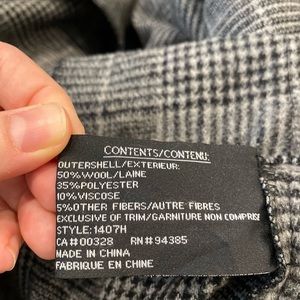 CONTENTS/CONTENU:
OUTERSHELL/EXTERIEUR:
50%WOOL/LAINE
35%POLYESTER
10%VISCOSE
5%OTHER FIBERS/AUTRE FIBRES
EXCLUSIVE OF TRIM/GARNITURE NON COMPRISE
STYLE:1407H
CA#00328 RN#94385
MADE IN CHINA
FABRIQUE EN CHINE